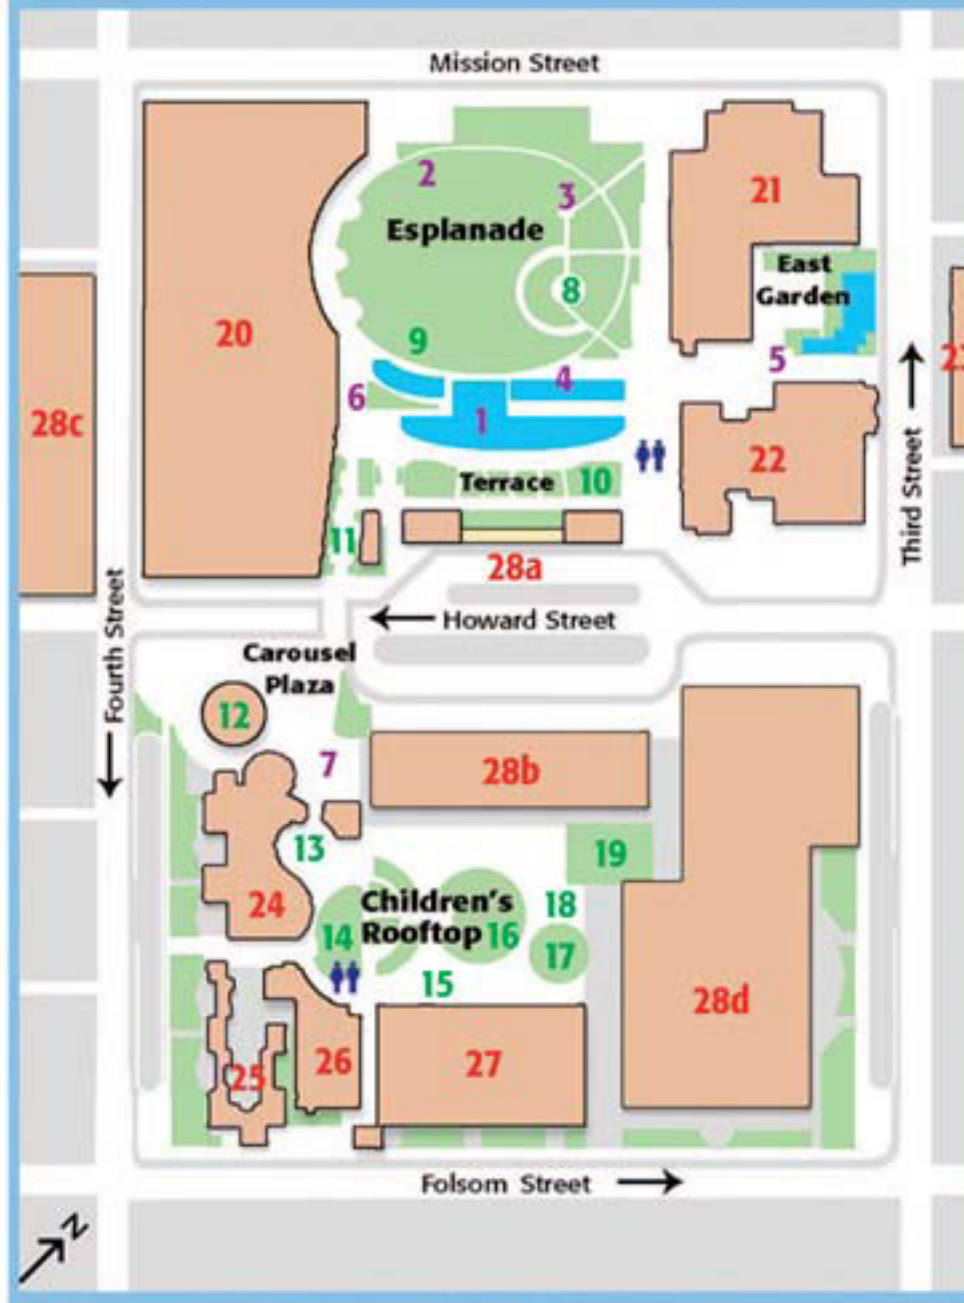 Mission Street
2
3
21
Esplanade
East
Garden
8
20
9
5
4
23
6
1
28c
22
Terrace
10
11
Third Street
28a
Howard Street
Fourth Street
Carousel
Plaza
12
7
28b
13
19
24
Children's
Rooftop
14
16
18
17
15
28d
25
26
27
Folsom Street
N